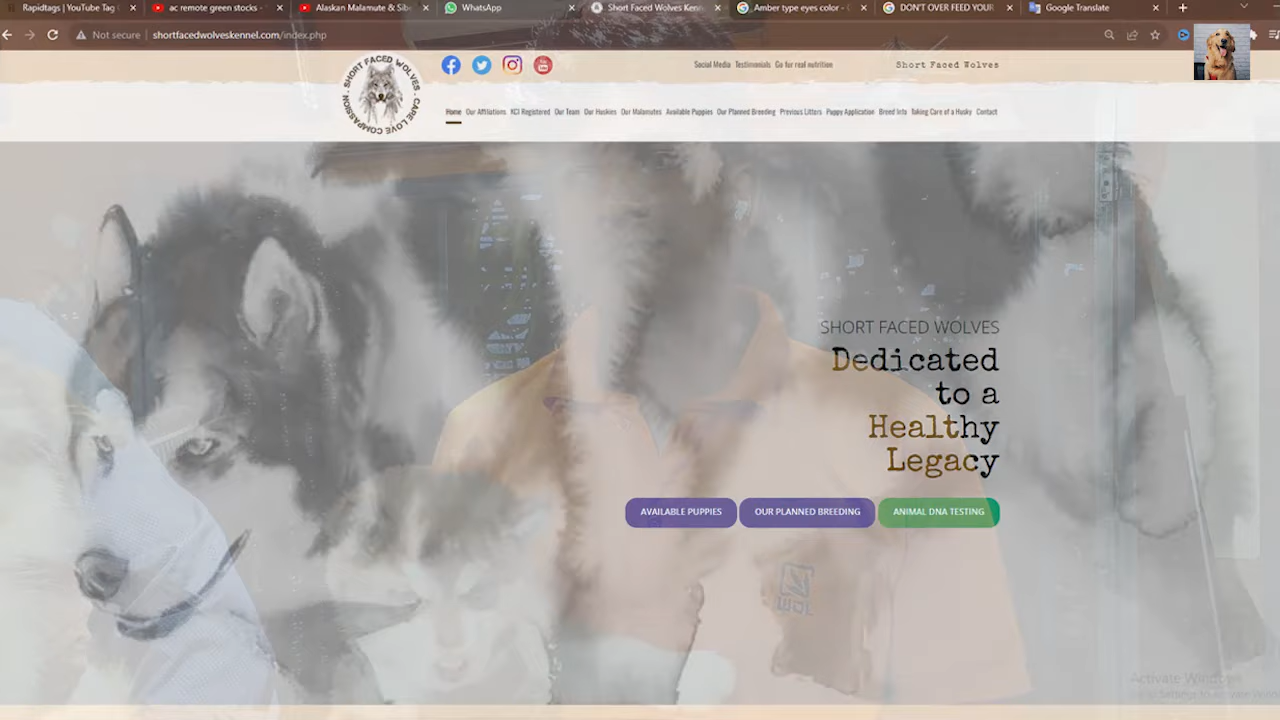 Rapidtags | YouTube Tag
ac remote green stocks -
Alaskan Malamute & Sib
WhatsApp
Short Faced Wolves Kenn
Amber type eyes color -
DON'T OVER FEED YOUR
Google Translate
Not secure | shortfacedwolveskennel.com/index.php
SHORT FACED WOLVES · CARE LOVE COMPASSION ·
Social Media Testimonials Go for real nutrition
Short Faced Wolves
Home Our Affiliations KCI Registered Our Team Our Huskies Our Malamutes Available Puppies Our Planned Breeding Previous Litters Puppy Application Breed Info Taking Care of a Husky Contact
SHORT FACED WOLVES
Dedicated
to a
Healthy
Legacy
AVAILABLE PUPPIES
OUR PLANNED BREEDING
ANIMAL DNA TESTING
Activate Windows